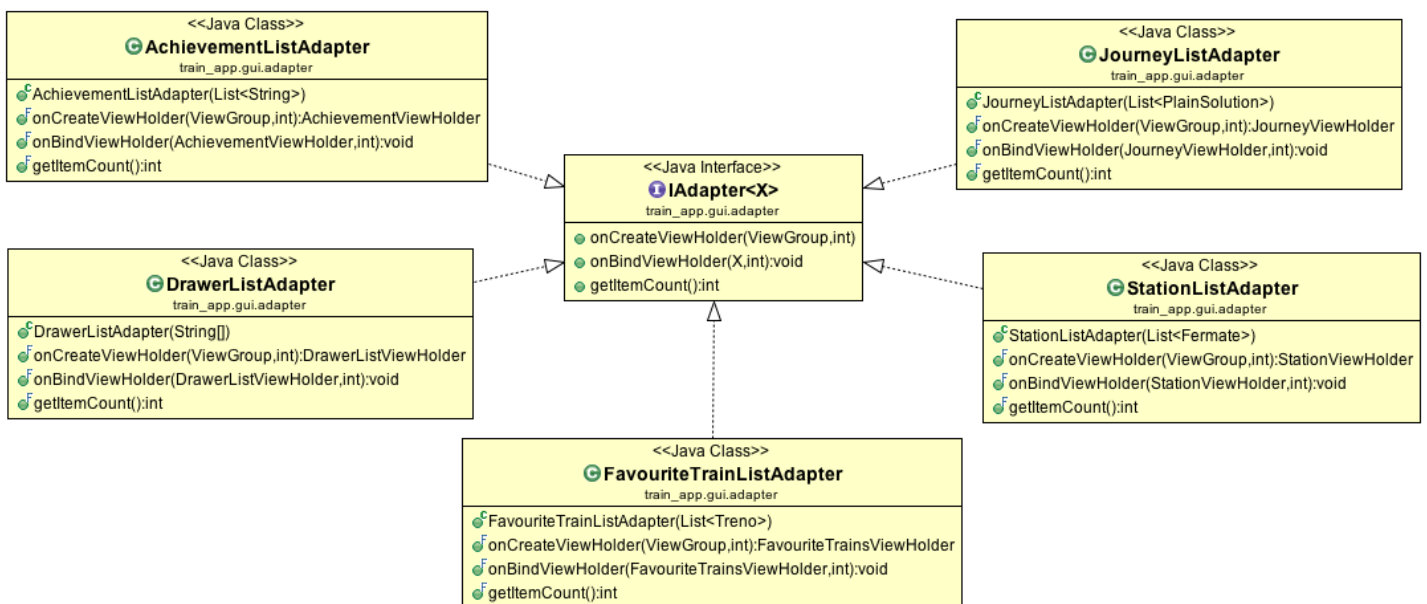 <<Java Class>>
AchievementListAdapter
train_app.gui.adapter
AchievementListAdapter(List<String>)
onCreateViewHolder(ViewGroup,int):AchievementViewHolder
onBindViewHolder(AchievementViewHolder,int):void
getItemCount():int
<<Java Class>>
JourneyListAdapter
train_app.gui.adapter
JourneyListAdapter(List<PlainSolution>)
onCreateViewHolder(ViewGroup,int):JourneyViewHolder
onBindViewHolder(JourneyViewHolder,int):void
getItemCount():int
<<Java Interface>>
IAdapter<X>
train_app.gui.adapter
onCreateViewHolder(ViewGroup,int)
onBindViewHolder(X,int):void
getItemCount():int
<<Java Class>>
DrawerListAdapter
train_app.gui.adapter
DrawerListAdapter(String[])
onCreateViewHolder(ViewGroup,int):DrawerListViewHolder
onBindViewHolder(DrawerListViewHolder,int):void
getItemCount():int
<<Java Class>>
StationListAdapter
train_app.gui.adapter
StationListAdapter(List<Fermate>)
onCreateViewHolder(ViewGroup,int):StationViewHolder
onBindViewHolder(StationViewHolder,int):void
getItemCount():int
<<Java Class>>
FavouriteTrainListAdapter
train_app.gui.adapter
FavouriteTrainListAdapter(List<Treno>)
onCreateViewHolder(ViewGroup,int):FavouriteTrainsViewHolder
onBindViewHolder(FavouriteTrainsViewHolder,int):void
getItemCount():int